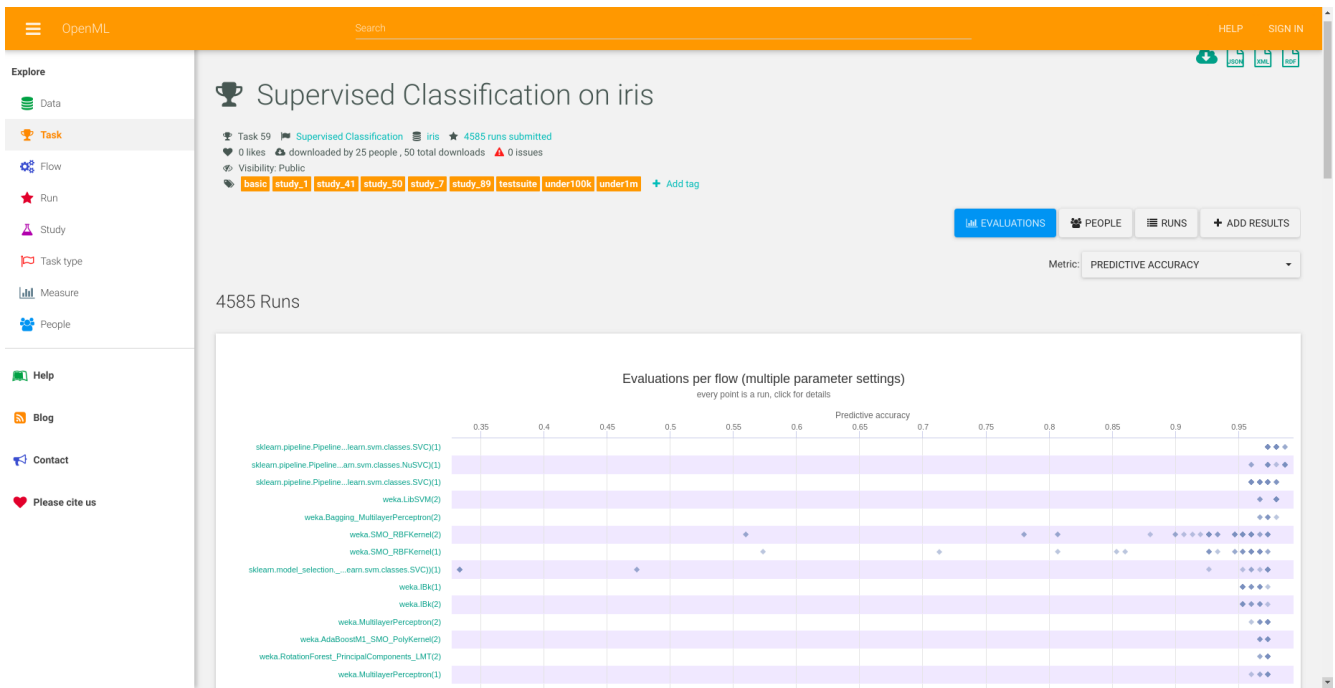 OpenML
Search
HELP SIGN IN
Explore
Data
Task
Flow
Run
Study
Task type
Measure
People
Help
Blog
Contact
Please cite us
JSON XML RDF
Supervised Classification on iris
Task 59 Supervised Classification iris 4585 runs submitted
0 likes downloaded by 25 people , 50 total downloads 0 issues
Visibility: Public
basic study_1 study_41 study_50 study_7 study_89 testsuite under100k under1m + Add tag
EVALUATIONS PEOPLE RUNS + ADD RESULTS
Metric: PREDICTIVE ACCURACY
4585 Runs
Evaluations per flow (multiple parameter settings)
every point is a run, click for details
Predictive accuracy
0.35 0.4 0.45 0.5 0.55 0.6 0.65 0.7 0.75 0.8 0.85 0.9 0.95
sklearn.pipeline.Pipeline...learn.svm.classes.SVC)(1)
sklearn.pipeline.Pipeline...arn.svm.classes.NuSVC)(1)
sklearn.pipeline.Pipeline...learn.svm.classes.SVC)(1)
weka.LibSVM(2)
weka.Bagging_MultilayerPerceptron(2)
weka.SMO_RBFKernel(2)
weka.SMO_RBFKernel(1)
sklearn.model_selection._...earn.svm.classes.SVC))(1)
weka.IBk(1)
weka.IBk(2)
weka.MultilayerPerceptron(2)
weka.AdaBoostM1_SMO_PolyKernel(2)
weka.RotationForest_PrincipalComponents_LMT(2)
weka.MultilayerPerceptron(1)